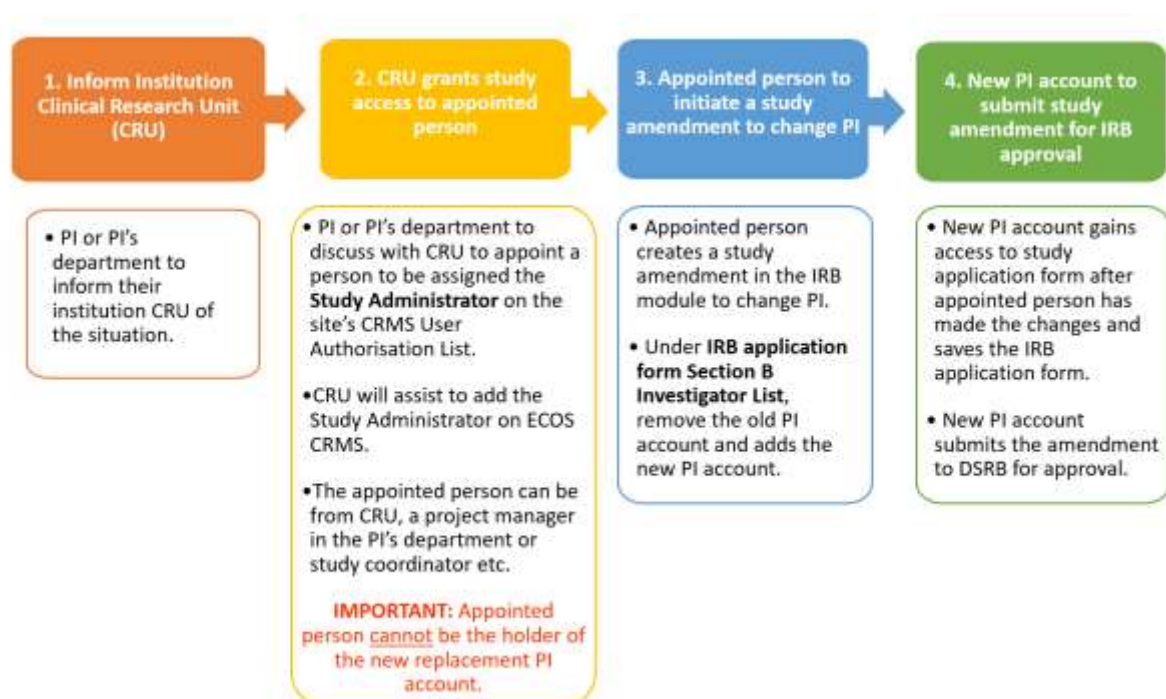 1. Inform Institution
Clinical Research Unit
(CRU)
2. CRU grants study
access to appointed
person
3. Appointed person to
initiate a study
amendment to change PI
4. New PI account to
submit study
amendment for IRB
approval
• PI or PI's
department to
inform their
institution CRU of
the situation.
• PI or PI's department to
discuss with CRU to appoint a
person to be assigned the
Study Administrator on the
site's CRMS User
Authorisation List.
•CRU will assist to add the
Study Administrator on ECOS
CRMS.
•The appointed person can be
from CRU, a project manager
in the PI's department or
study coordinator etc.
IMPORTANT: Appointed
person cannot be the holder of
the new replacement PI
account.
• Appointed person
creates a study
amendment in the IRB
module to change PI.
• Under IRB application
form Section B
Investigator List,
remove the old PI
account and adds the
new PI account.
• New PI account gains
access to study
application form after
appointed person has
made the changes and
saves the IRB
application form.
• New PI account
submits the amendment
to DSRB for approval.